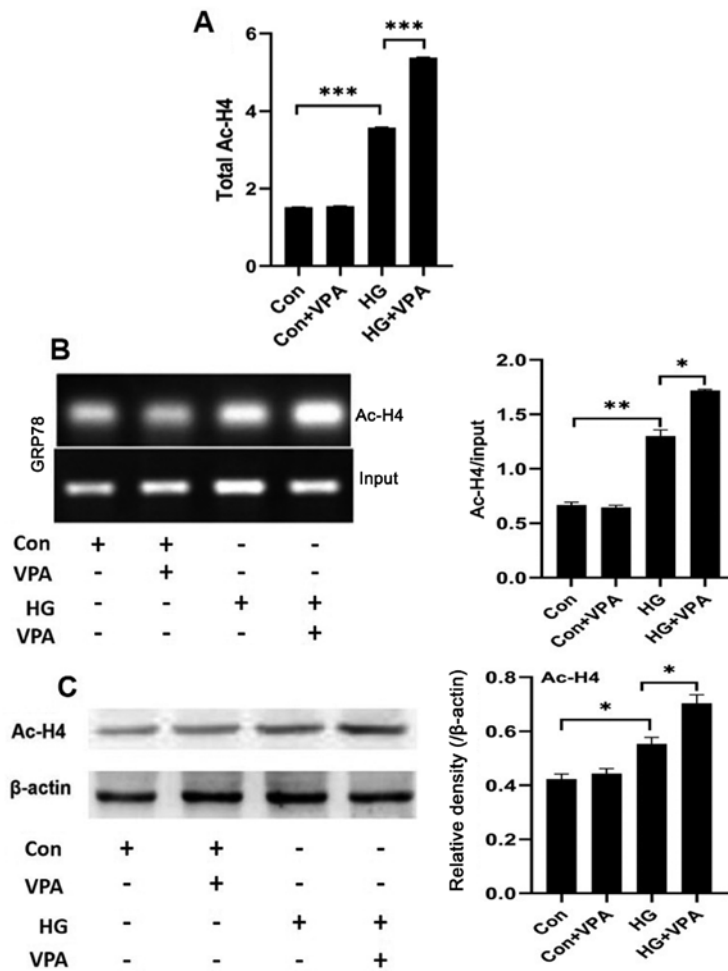 A
Total Ac-H4
6
4
2
0
***
***
Con
Con+VPA
HG
HG+VPA
B
GRP78
Ac-H4
Input
Con + + - -
VPA - + - -
HG - - + +
VPA - - - +
Ac-H4/input
2.0
1.5
1.0
0.5
0.0
**
*
Con
Con+VPA
HG
HG+VPA
C
Ac-H4
β-actin
Con + + - -
VPA - + - -
HG - - + +
VPA - - - +
Relative density (/β-actin)
Ac-H4
0.8
0.6
0.4
0.2
0.0
*
*
Con
Con+VPA
HG
HG+VPA